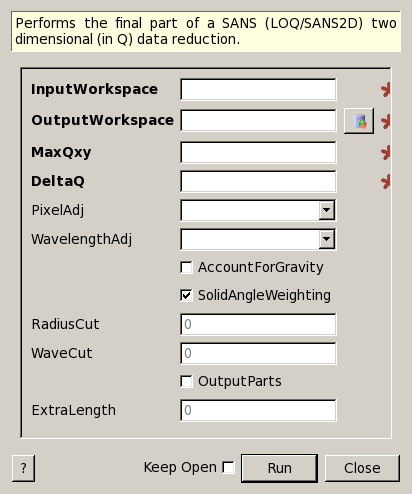 Performs the final part of a SANS (LOQ/SANS2D) two
dimensional (in Q) data reduction.
InputWorkspace
OutputWorkspace
MaxQxy
DeltaQ
PixelAdj
WavelengthAdj
AccountForGravity
SolidAngleWeighting
RadiusCut 0
WaveCut 0
OutputParts
ExtraLength 0
? Keep Open Run Close